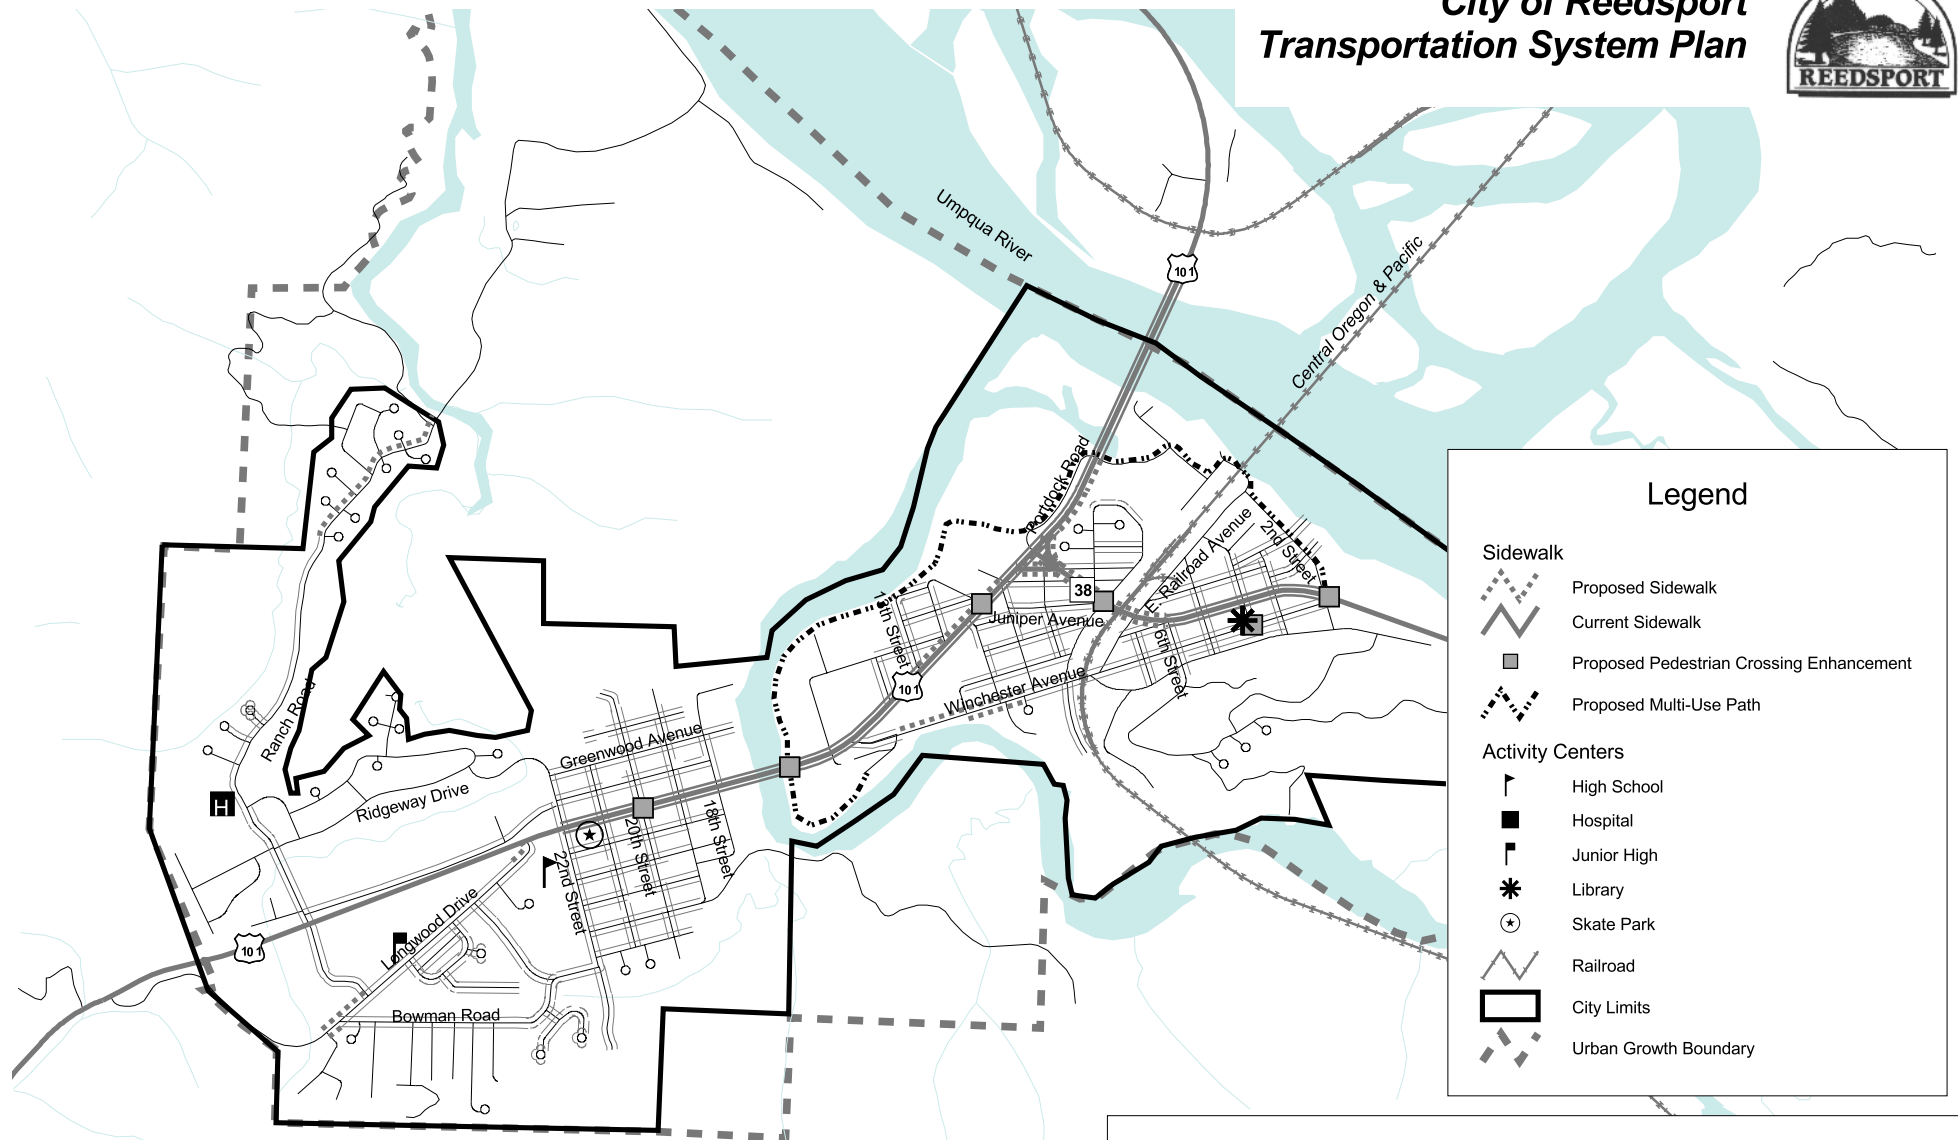 City of Reedsport
Transportation System Plan
REEDSPORT
Umpqua River
101
Central Oregon & Pacific
Portdock Road
2nd Street
E. Railroad Avenue
38
13th Street
Juniper Avenue
6th Street
101
Winchester Avenue
Ranch Road
Greenwood Avenue
Ridgeway Drive
H
18th Street
20th Street
22nd Street
Longwood Drive
101
Bowman Road
Legend
Sidewalk
Proposed Sidewalk
Current Sidewalk
Proposed Pedestrian Crossing Enhancement
Proposed Multi-Use Path
Activity Centers
High School
Hospital
Junior High
Library
Skate Park
Railroad
City Limits
Urban Growth Boundary